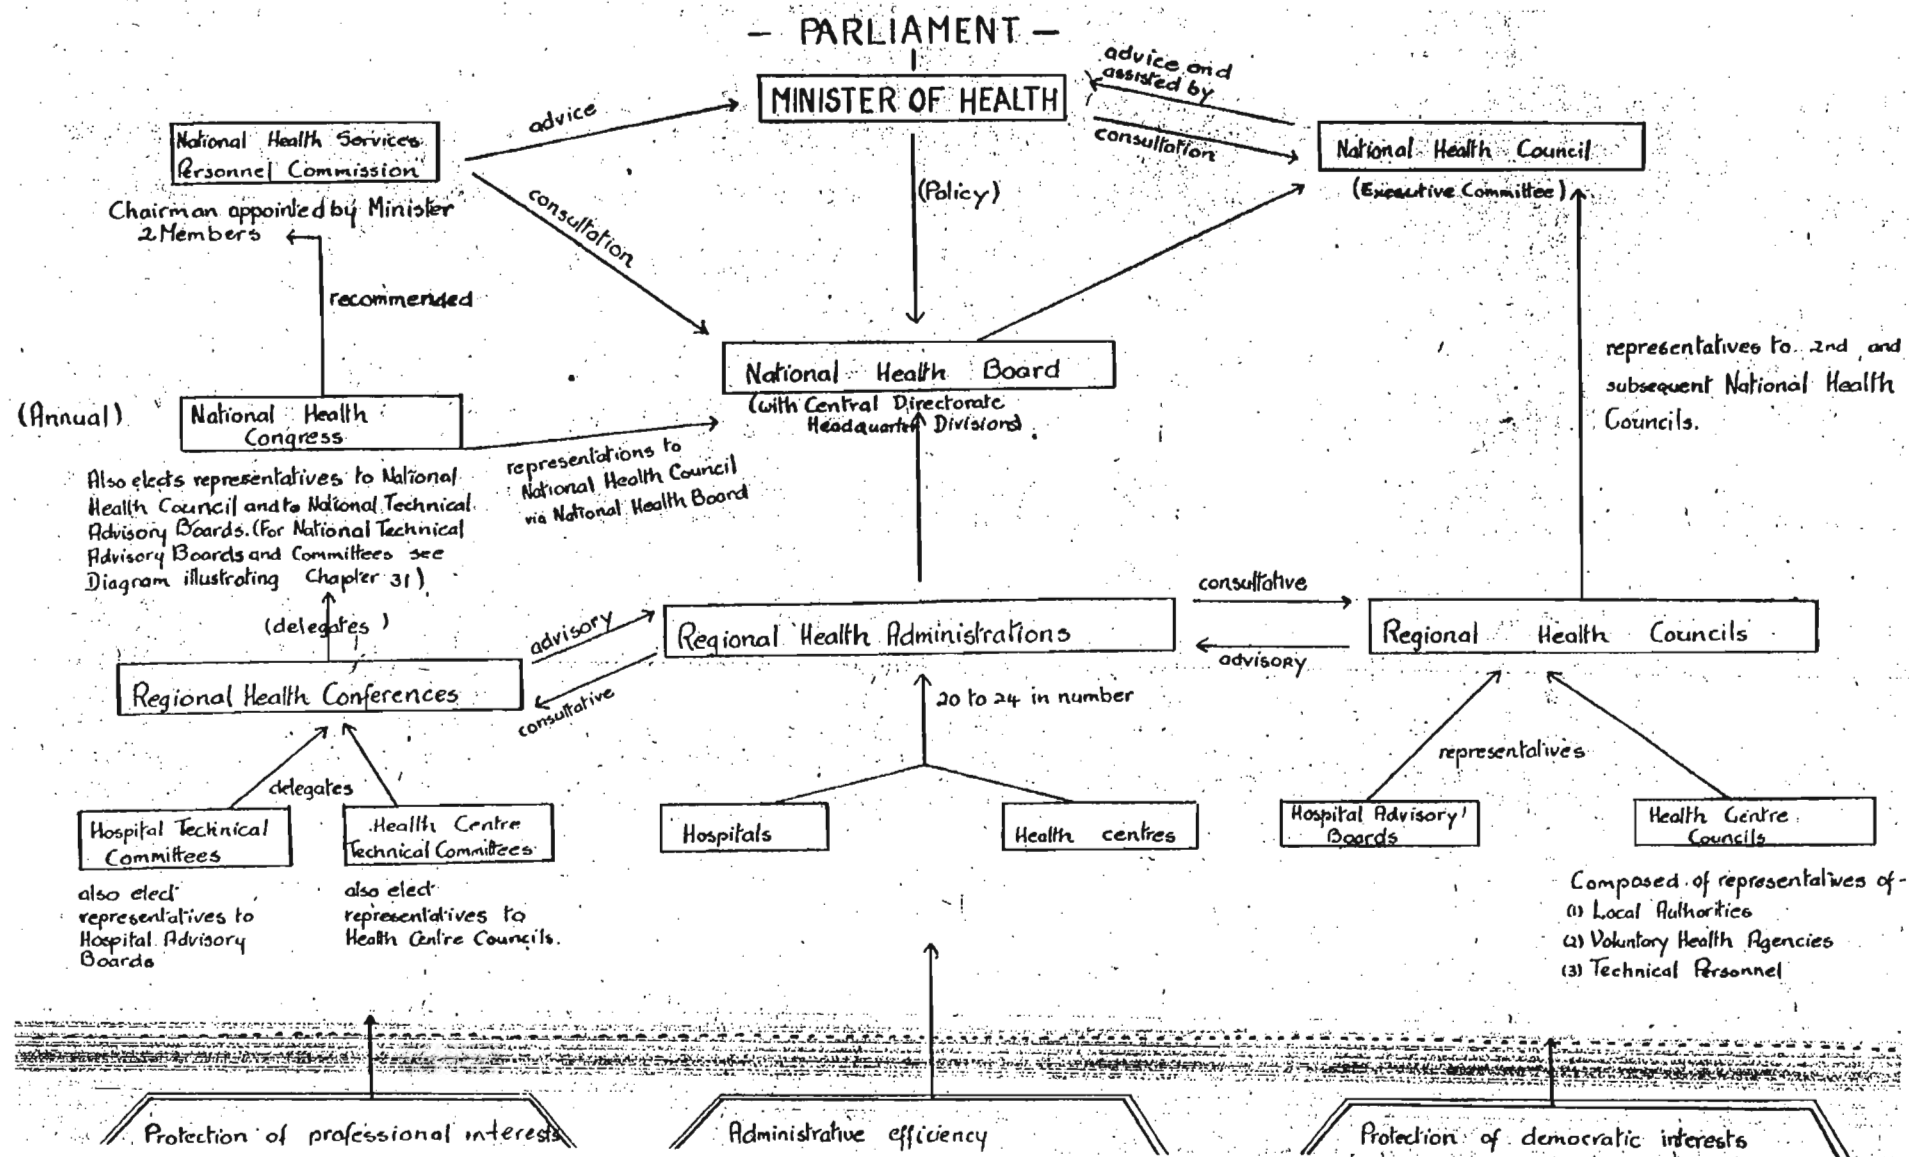 — PARLIAMENT —
MINISTER OF HEALTH
advice and
assisted by
consultation
advice
National Health Services
Personnel Commission
Chairman appointed by Minister
2 Members
consultation
(Policy)
National Health Council
(Executive Committee)
recommended
National Health Board
(with Central Directorate
Headquarter Divisions)
representatives to 2nd and
subsequent National Health
Councils.
(Annual)
National Health
Congress
representations to
National Health Council
via National Health Board
Also elects representatives to National
Health Council and to National Technical
Advisory Boards. (For National Technical
Advisory Boards and Committees see
Diagram illustrating Chapter 31)
(delegates)
advisory
consultative
Regional Health Conferences
Regional Health Administrations
consultative
advisory
Regional Health Councils
20 to 24 in number
delegates
representatives
Hospital Technical
Committees
Health Centre
Technical Committees
Hospitals
Health centres
Hospital Advisory
Boards
Health Centre
Councils
also elect
representatives to
Hospital Advisory
Boards
also elect
representatives to
Health Centre Councils.
Composed of representatives of -
(1) Local Authorities
(2) Voluntory Health Agencies
(3) Technical Personnel
Protection of professional interests
Administrative efficiency
Protection of democratic interests